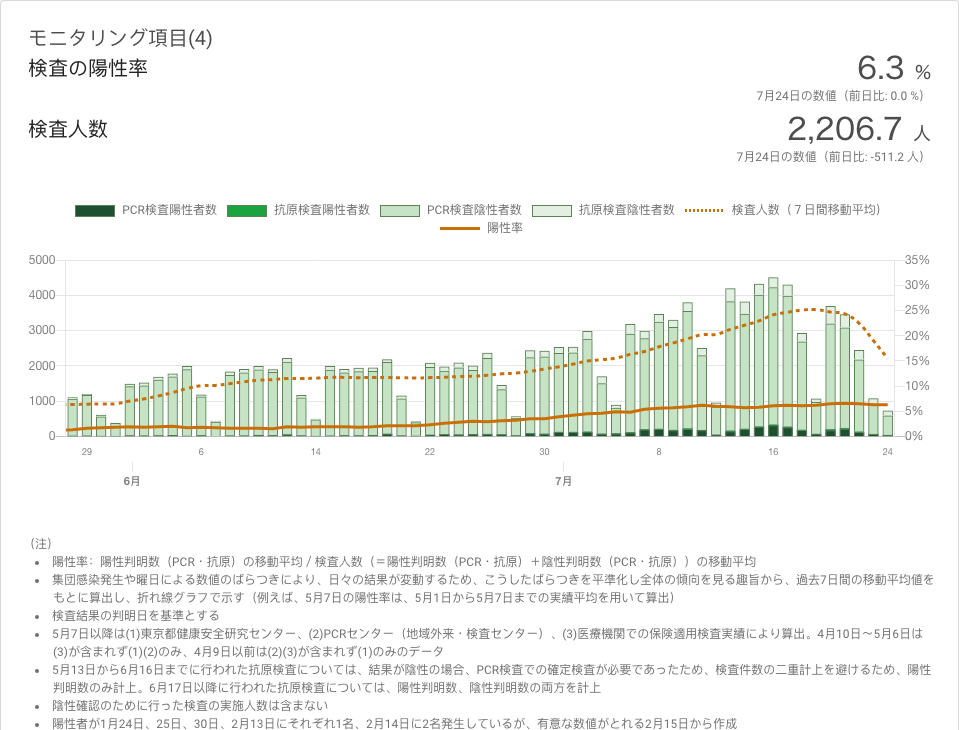 モニタリング項目(4)
検査の陽性率
6.3 %
7月24日の数値（前日比: 0.0 %）
検査人数
2,206.7 人
7月24日の数値（前日比: -511.2 人）
PCR検査陽性者数 抗原検査陽性者数 PCR検査陰性者数 抗原検査陰性者数 検査人数（７日間移動平均）
陽性率
5000 35%
30%
4000
25%
3000
20%
2000 15%
10%
1000
5%
0 0%
29 6 14 22 30 8 16 24
6月 7月
（注）
陽性率：陽性判明数（PCR・抗原）の移動平均 / 検査人数（＝陽性判明数（PCR・抗原）＋陰性判明数（PCR・抗原））の移動平均
集団感染発生や曜日による数値のばらつきにより、日々の結果が変動するため、こうしたばらつきを平準化し全体の傾向を見る趣旨から、過去7日間の移動平均値を
もとに算出し、折れ線グラフで示す（例えば、5月7日の陽性率は、5月1日から5月7日までの実績平均を用いて算出）
検査結果の判明日を基準とする
5月7日以降は(1)東京都健康安全研究センター、(2)PCRセンター（地域外来・検査センター）、(3)医療機関での保険適用検査実績により算出。4月10日～5月6日は
(3)が含まれず(1)(2)のみ、4月9日以前は(2)(3)が含まれず(1)のみのデータ
5月13日から6月16日までに行われた抗原検査については、結果が陰性の場合、PCR検査での確定検査が必要であったため、検査件数の二重計上を避けるため、陽性
判明数のみ計上。6月17日以降に行われた抗原検査については、陽性判明数、陰性判明数の両方を計上
陰性確認のために行った検査の実施人数は含まない
陽性者が1月24日、25日、30日、2月13日にそれぞれ1名、2月14日に2名発生しているが、有意な数値がとれる2月15日から作成